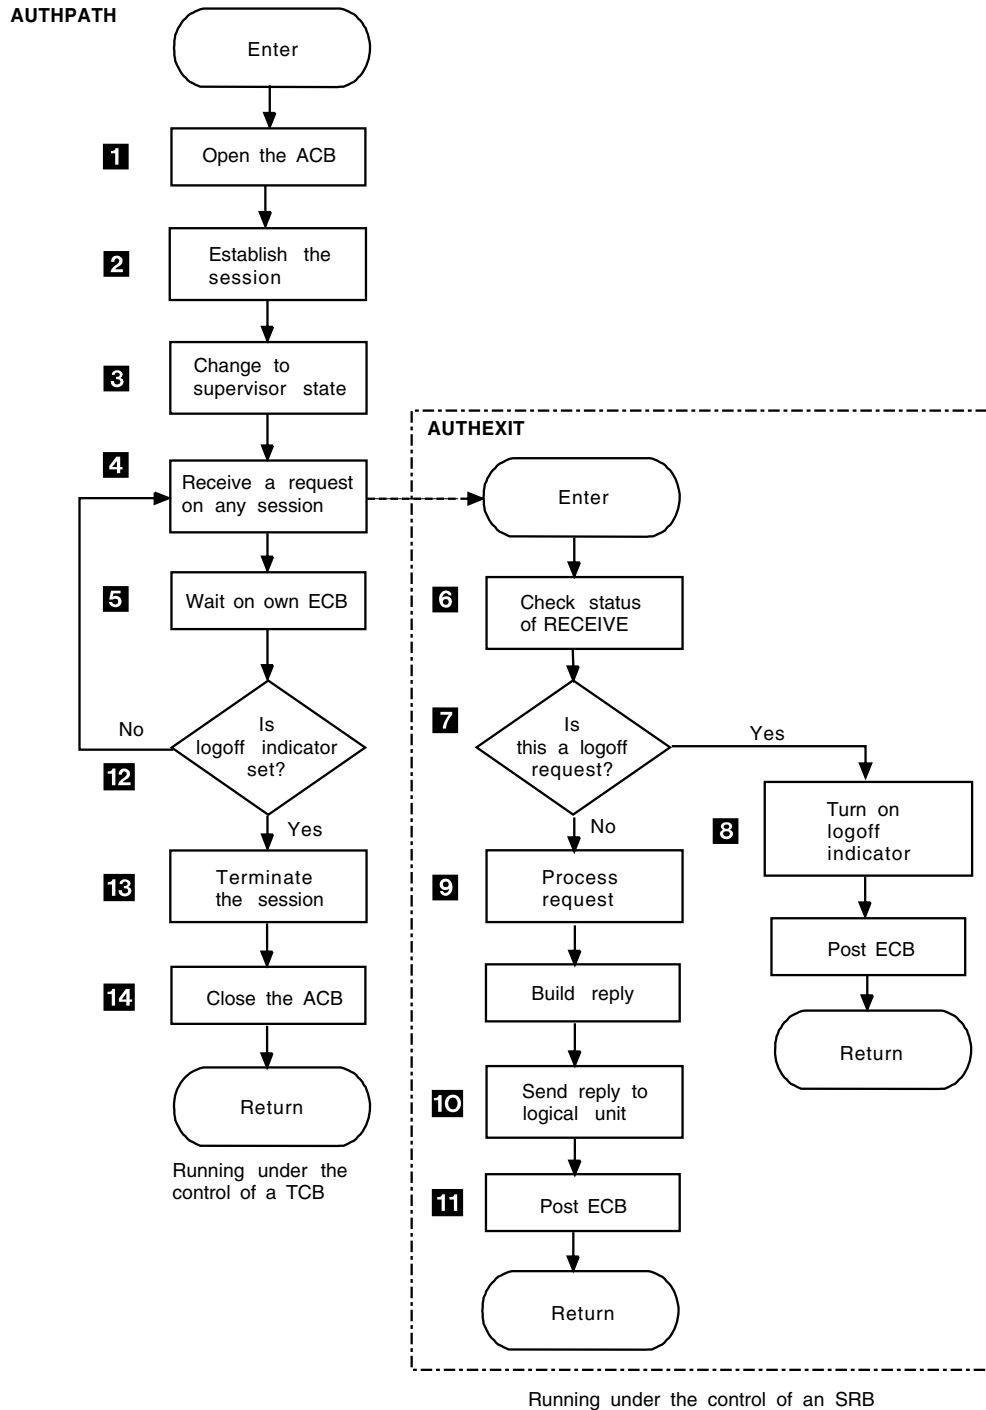 AUTHPATH
Enter
1
Open the ACB
2
Establish the
session
3
Change to
supervisor state
4
Receive a request
on any session
5
Wait on own ECB
No
Is
logoff indicator
set?
12
Yes
13
Terminate
the session
14
Close the ACB
Return
Running under the
control of a TCB
AUTHEXIT
Enter
6
Check status
of RECEIVE
7
Is
this a logoff
request?
Yes
8
Turn on
logoff
indicator
Post ECB
Return
No
9
Process
request
Build reply
10
Send reply to
logical unit
11
Post ECB
Return
Running under the control of an SRB